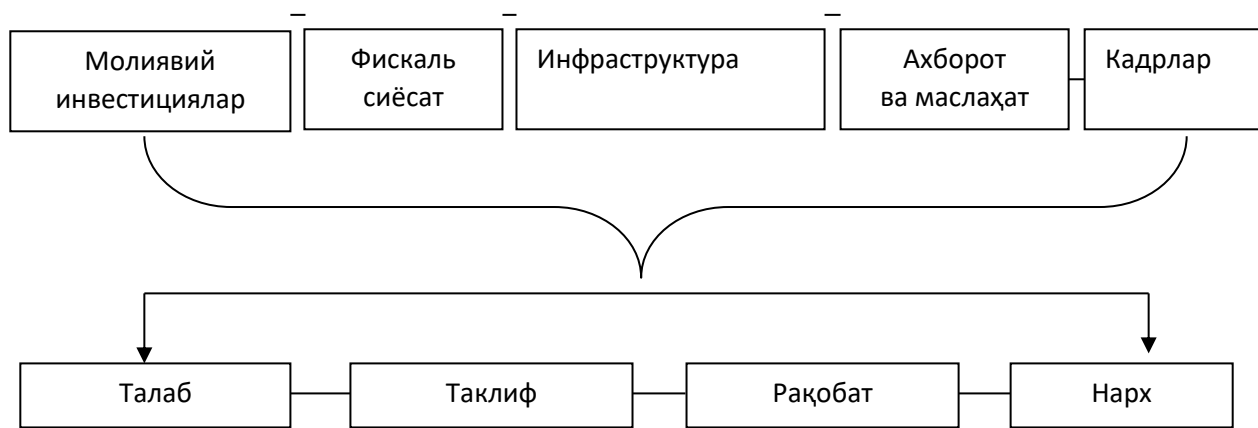 Молиявий
инвестициялар
Фискаль
сиёсат
Инфраструктура
Ахборот
ва маслаҳат
Кадрлар
Талаб
Таклиф
Рақобат
Нарх